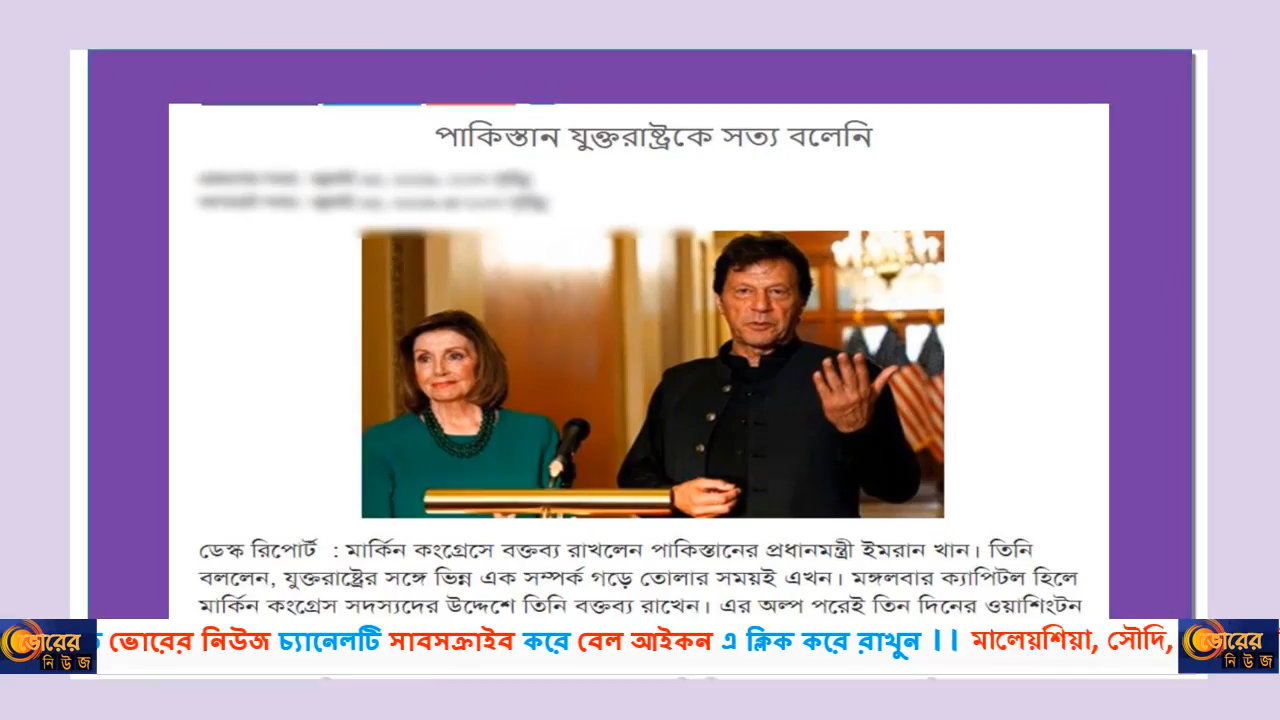 পাকিস্তান যুক্তরাষ্ট্রকে সত্য বলেনি
ডেস্ক রিপোর্ট : মার্কিন কংগ্রেসে বক্তব্য রাখলেন পাকিস্তানের প্রধানমন্ত্রী ইমরান খান। তিনি
বললেন, যুক্তরাষ্ট্রের সঙ্গে ভিন্ন এক সম্পর্ক গড়ে তোলার সময়ই এখন। মঙ্গলবার ক্যাপিটল হিলে
মার্কিন কংগ্রেস সদস্যদের উদ্দেশে তিনি বক্তব্য রাখেন। এর অল্প পরেই তিন দিনের ওয়াশিংটন
ভোরের নিউজ চ্যানেলটি সাবসক্রাইব করে বেল আইকন এ ক্লিক করে রাখুন ।। মালেয়শিয়া, সৌদি,
ভোরের
নিউজ
ভোরের
নিউজ